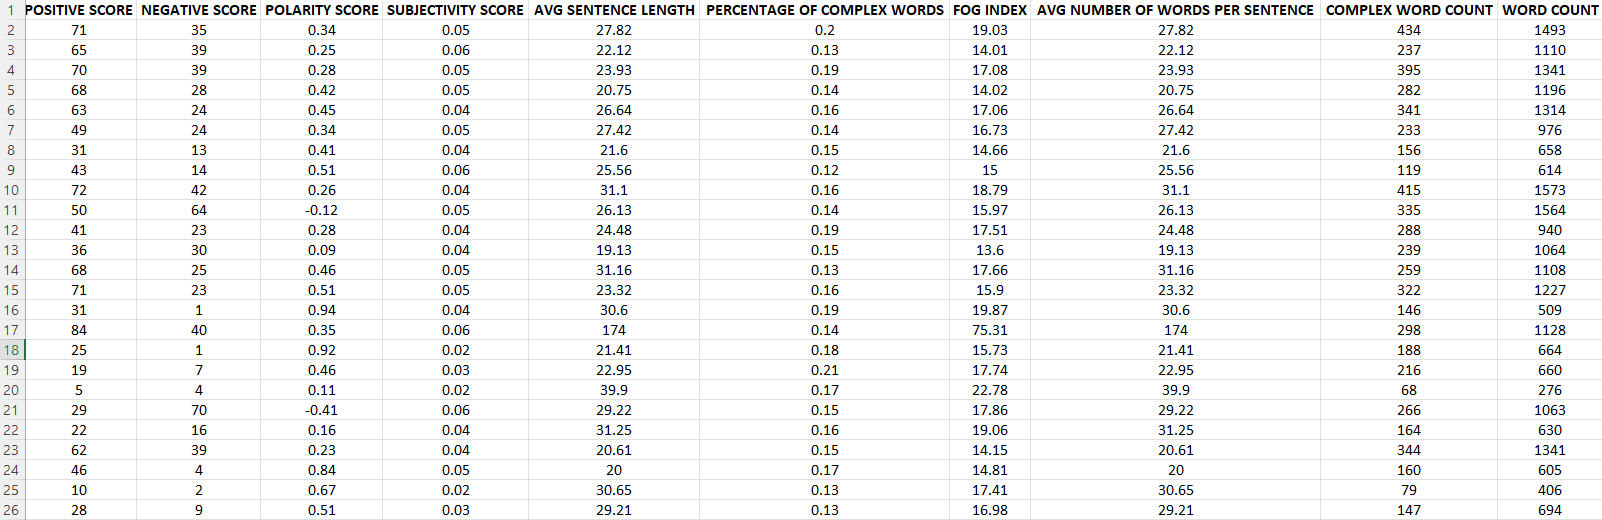 1 POSITIVE SCORE NEGATIVE SCORE POLARITY SCORE SUBJECTIVITY SCORE AVG SENTENCE LENGTH PERCENTAGE OF COMPLEX WORDS FOG INDEX AVG NUMBER OF WORDS PER SENTENCE COMPLEX WORD COUNT WORD COUNT
2 71 35 0.34 0.05 27.82 0.2 19.03 27.82 434 1493
3 65 39 0.25 0.06 22.12 0.13 14.01 22.12 237 1110
4 70 39 0.28 0.05 23.93 0.19 17.08 23.93 395 1341
5 68 28 0.42 0.05 20.75 0.14 14.02 20.75 282 1196
6 63 24 0.45 0.04 26.64 0.16 17.06 26.64 341 1314
7 49 24 0.34 0.05 27.42 0.14 16.73 27.42 233 976
8 31 13 0.41 0.04 21.6 0.15 14.66 21.6 156 658
9 43 14 0.51 0.06 25.56 0.12 15 25.56 119 614
10 72 42 0.26 0.04 31.1 0.16 18.79 31.1 415 1573
11 50 64 -0.12 0.05 26.13 0.14 15.97 26.13 335 1564
12 41 23 0.28 0.04 24.48 0.19 17.51 24.48 288 940
13 36 30 0.09 0.04 19.13 0.15 13.6 19.13 239 1064
14 68 25 0.46 0.05 31.16 0.13 17.66 31.16 259 1108
15 71 23 0.51 0.05 23.32 0.16 15.9 23.32 322 1227
16 31 1 0.94 0.04 30.6 0.19 19.87 30.6 146 509
17 84 40 0.35 0.06 174 0.14 75.31 174 298 1128
18 25 1 0.92 0.02 21.41 0.18 15.73 21.41 188 664
19 19 7 0.46 0.03 22.95 0.21 17.74 22.95 216 660
20 5 4 0.11 0.02 39.9 0.17 22.78 39.9 68 276
21 29 70 -0.41 0.06 29.22 0.15 17.86 29.22 266 1063
22 22 16 0.16 0.04 31.25 0.16 19.06 31.25 164 630
23 62 39 0.23 0.04 20.61 0.15 14.15 20.61 344 1341
24 46 4 0.84 0.05 20 0.17 14.81 20 160 605
25 10 2 0.67 0.02 30.65 0.13 17.41 30.65 79 406
26 28 9 0.51 0.03 29.21 0.13 16.98 29.21 147 694